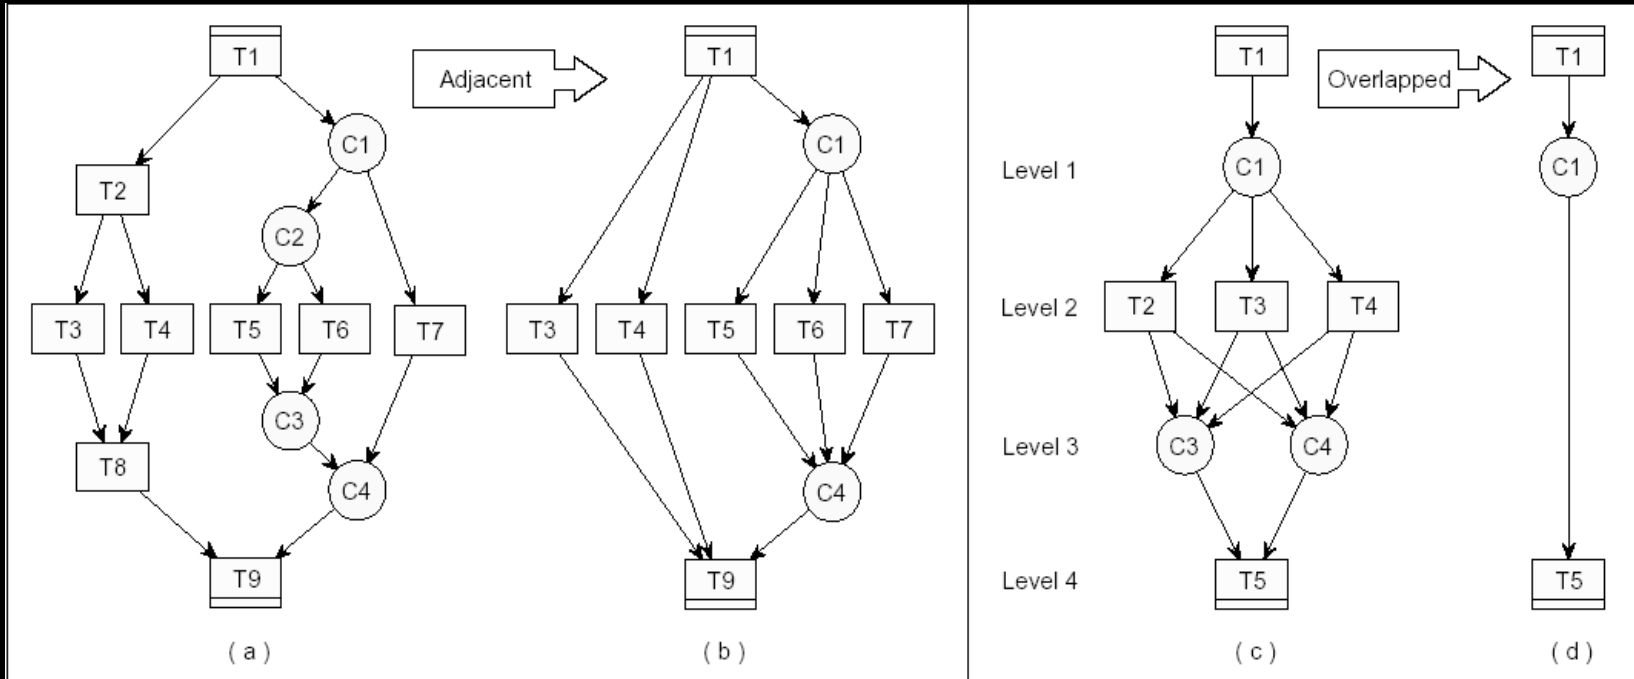 T1
Adjacent
T1
T1
Overlapped
T1
C1
C1
Level 1
C1
C1
T2
C2
T3
T4
T5
T6
T7
T3
T4
T5
T6
T7
Level 2
T2
T3
T4
C3
T8
C4
C4
Level 3
C3
C4
T9
T9
Level 4
T5
T5
( a )
( b )
( c )
( d )